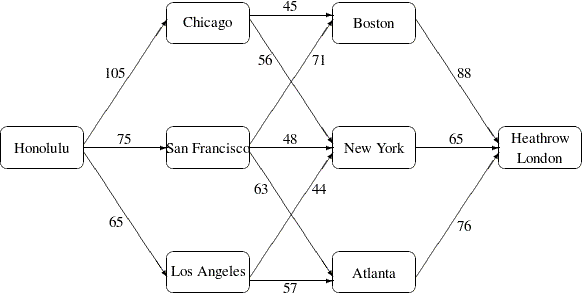 45
Chicago
Boston
56
71
105
88
75
48
65
Honolulu
San Francisco
New York
Heathrow
London
63
44
65
76
Los Angeles
57
Atlanta